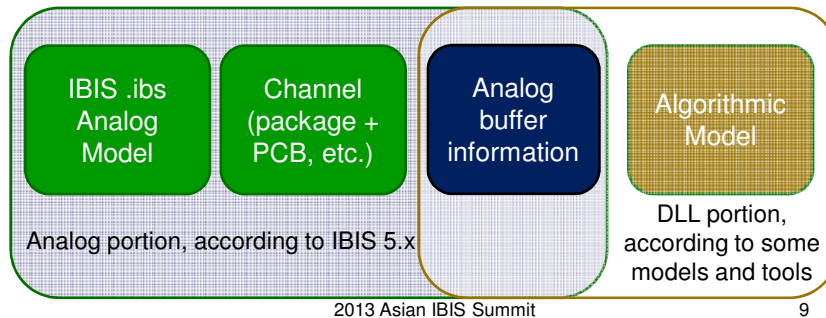 IBIS .ibs
Analog
Model
Channel
(package +
PCB, etc.)
Analog
buffer
information
Algorithmic
Model
Analog portion, according to IBIS 5.x
DLL portion,
according to some
models and tools
2013 Asian IBIS Summit
9